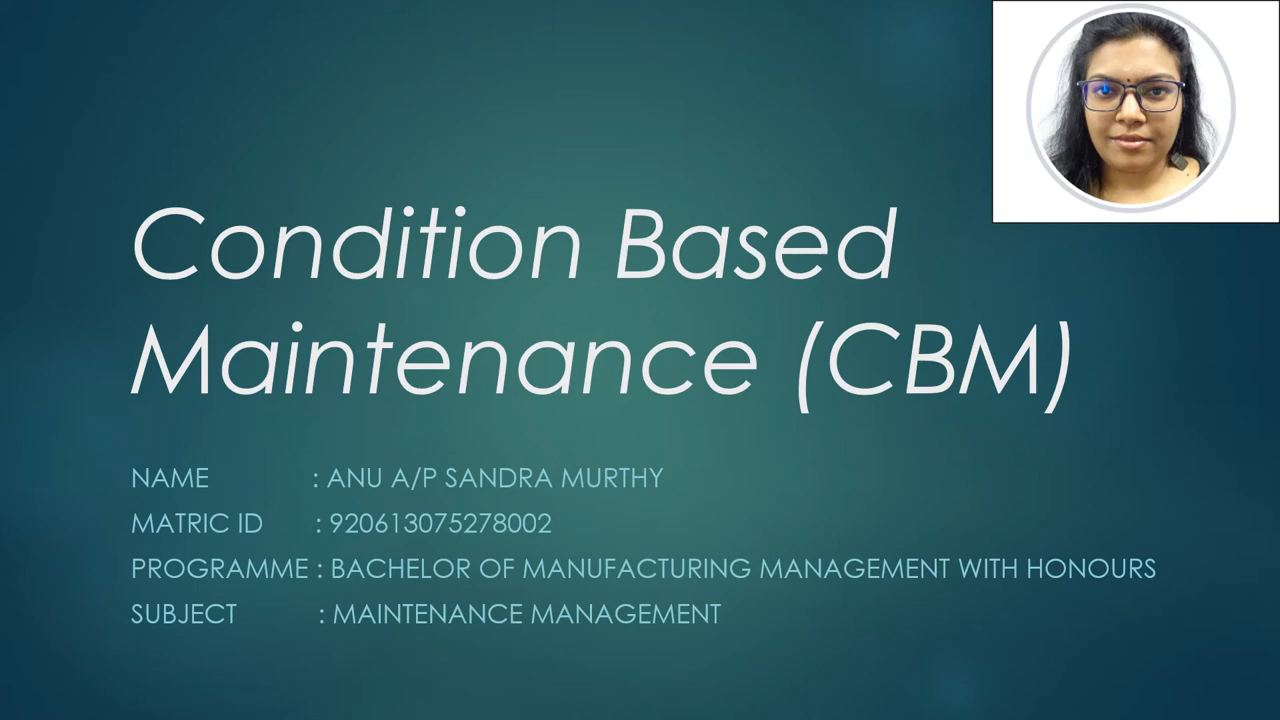 Condition Based
Maintenance (CBM)
NAME : ANU A/P SANDRA MURTHY
MATRIC ID : 920613075278002
PROGRAMME : BACHELOR OF MANUFACTURING MANAGEMENT WITH HONOURS
SUBJECT : MAINTENANCE MANAGEMENT